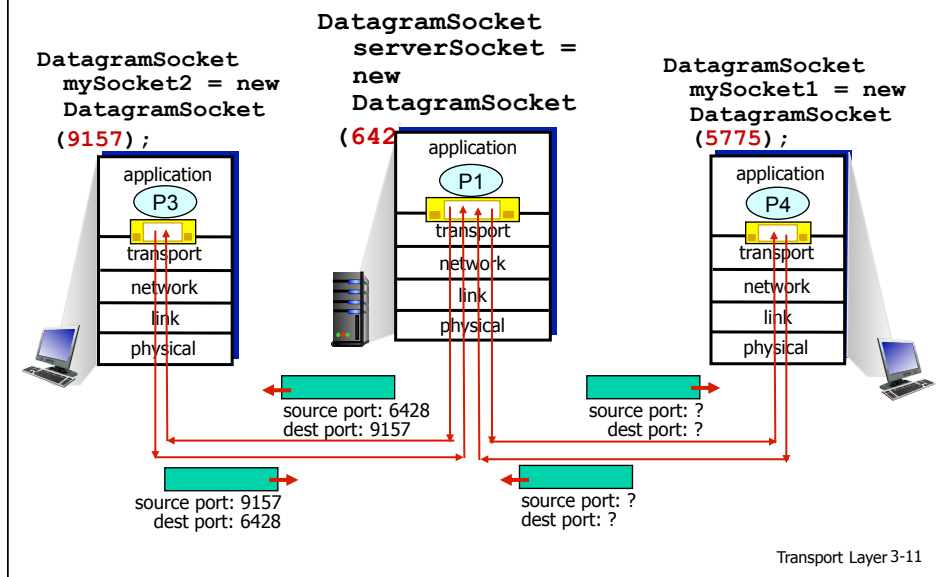 DatagramSocket
mySocket2 = new
DatagramSocket
(9157);
DatagramSocket
serverSocket =
new
DatagramSocket
(642
DatagramSocket
mySocket1 = new
DatagramSocket
(5775);
application
P3
transport
network
link
physical
application
P1
transport
network
link
physical
application
P4
transport
network
link
physical
source port: 6428
dest port: 9157
source port: 9157
dest port: 6428
source port: ?
dest port: ?
source port: ?
dest port: ?
Transport Layer 3-11